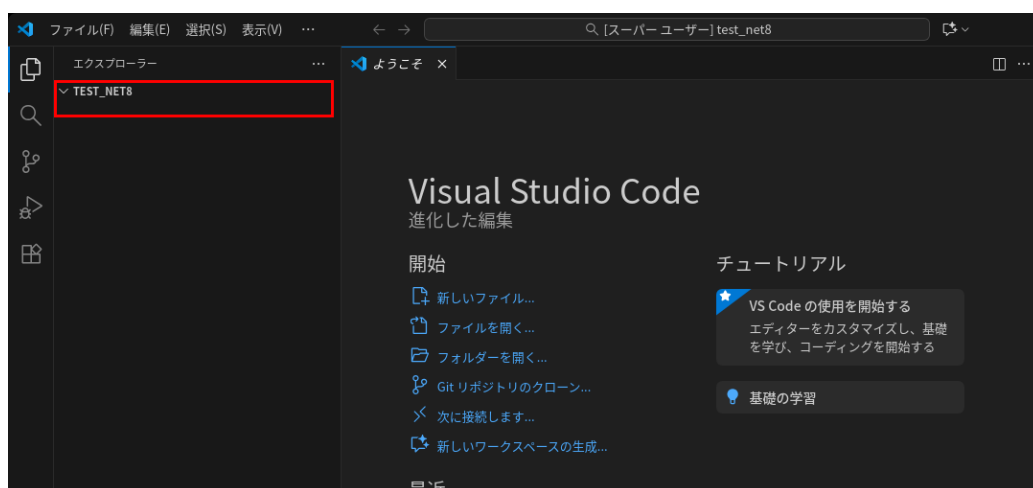 ファイル(F) 編集(E) 選択(S) 表示(V) ···
[スーパー ユーザー] test_net8
エクスプローラー ···
TEST_NET8
ようこそ
Visual Studio Code
進化した編集
開始
新しいファイル...
ファイルを開く...
フォルダーを開く...
Git リポジトリのクローン...
次に接続します...
新しいワークスペースの生成...
チュートリアル
VS Code の使用を開始する
エディターをカスタマイズし、基礎
を学び、コーディングを開始する
基礎の学習